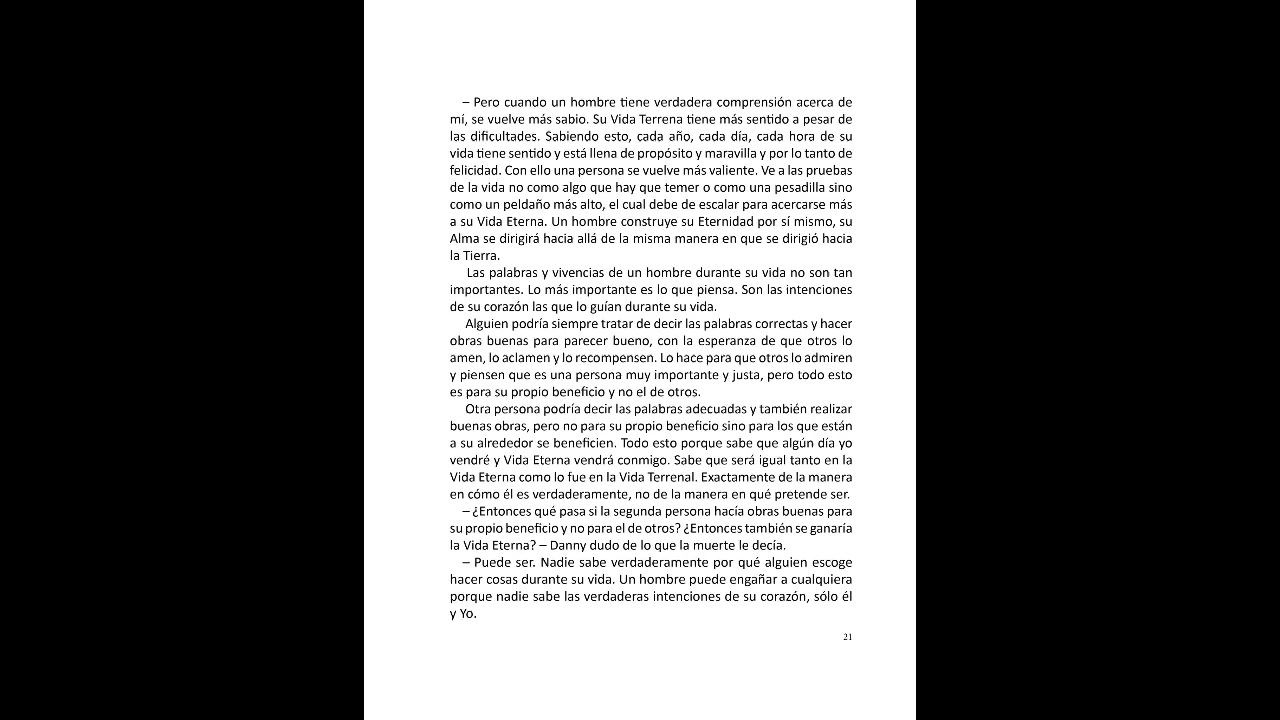 – Pero cuando un hombre tiene verdadera comprensión acerca de
mí, se vuelve más sabio. Su Vida Terrena tiene más sentido a pesar de
las dificultades. Sabiendo esto, cada año, cada día, cada hora de su
vida tiene sentido y está llena de propósito y maravilla y por lo tanto de
felicidad. Con ello una persona se vuelve más valiente. Ve a las pruebas
de la vida no como algo que hay que temer o como una pesadilla sino
como un peldaño más alto, el cual debe de escalar para acercarse más
a su Vida Eterna. Un hombre construye su Eternidad por sí mismo, su
Alma se dirigirá hacia allá de la misma manera en que se dirigió hacia
la Tierra.
Las palabras y vivencias de un hombre durante su vida no son tan
importantes. Lo más importante es lo que piensa. Son las intenciones
de su corazón las que lo guían durante su vida.
Alguien podría siempre tratar de decir las palabras correctas y hacer
obras buenas para parecer bueno, con la esperanza de que otros lo
amen, lo aclamen y lo recompensen. Lo hace para que otros lo admiren
y piensen que es una persona muy importante y justa, pero todo esto
es para su propio beneficio y no el de otros.
Otra persona podría decir las palabras adecuadas y también realizar
buenas obras, pero no para su propio beneficio sino para los que están
a su alrededor se beneficien. Todo esto porque sabe que algún día yo
vendré y Vida Eterna vendrá conmigo. Sabe que será igual tanto en la
Vida Eterna como lo fue en la Vida Terrenal. Exactamente de la manera
en cómo él es verdaderamente, no de la manera en qué pretende ser.
– ¿Entonces qué pasa si la segunda persona hacía obras buenas para
su propio beneficio y no para el de otros? ¿Entonces también se ganaría
la Vida Eterna? – Danny dudo de lo que la muerte le decía.
– Puede ser. Nadie sabe verdaderamente por qué alguien escoge
hacer cosas durante su vida. Un hombre puede engañar a cualquiera
porque nadie sabe las verdaderas intenciones de su corazón, sólo él
y Yo.
21